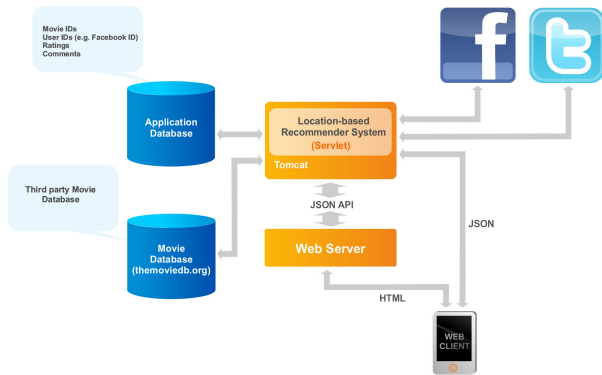 Movie IDs
User IDs (e.g. Facebook ID)
Ratings
Comments
Application
Database
Third party Movie
Database
Movie
Database
(themoviedb.org)
Location-based
Recommender System
(Servlet)
Tomcat
JSON API
Web Server
HTML
JSON
WEB
CLIENT
f
t